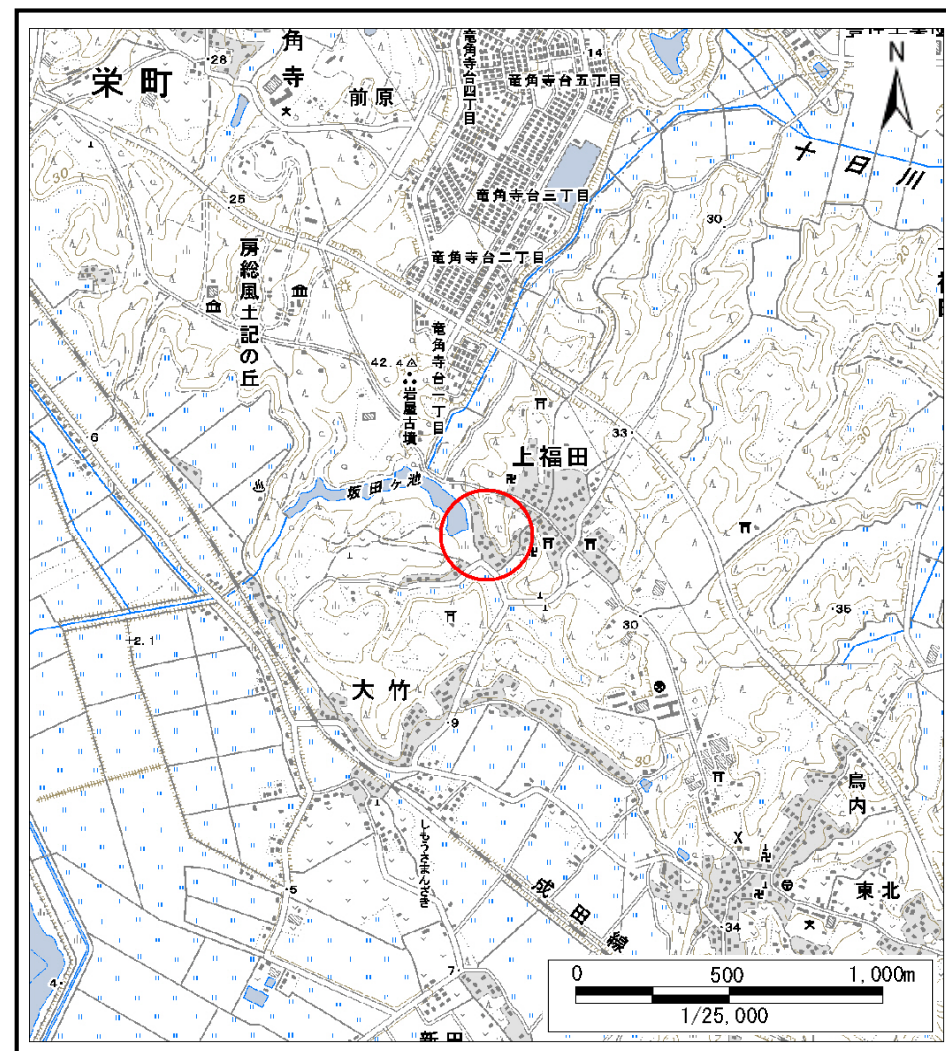 栄町
角寺
28
前原
竜角寺台四丁目
14
竜角寺台五丁目
N
十日川
30
25
竜角寺台三丁目
30
20
竜角寺台二丁目
房総風土記の丘
42.4
竜角寺台一丁目
岩屋古墳
6
33
上福田
坂田ヶ池
30
35
30
2.1
大竹
9
30
烏内
しもうさまんざき
成田線
東北
5
34
7
4
新田
0 500 1,000m
1/25,000